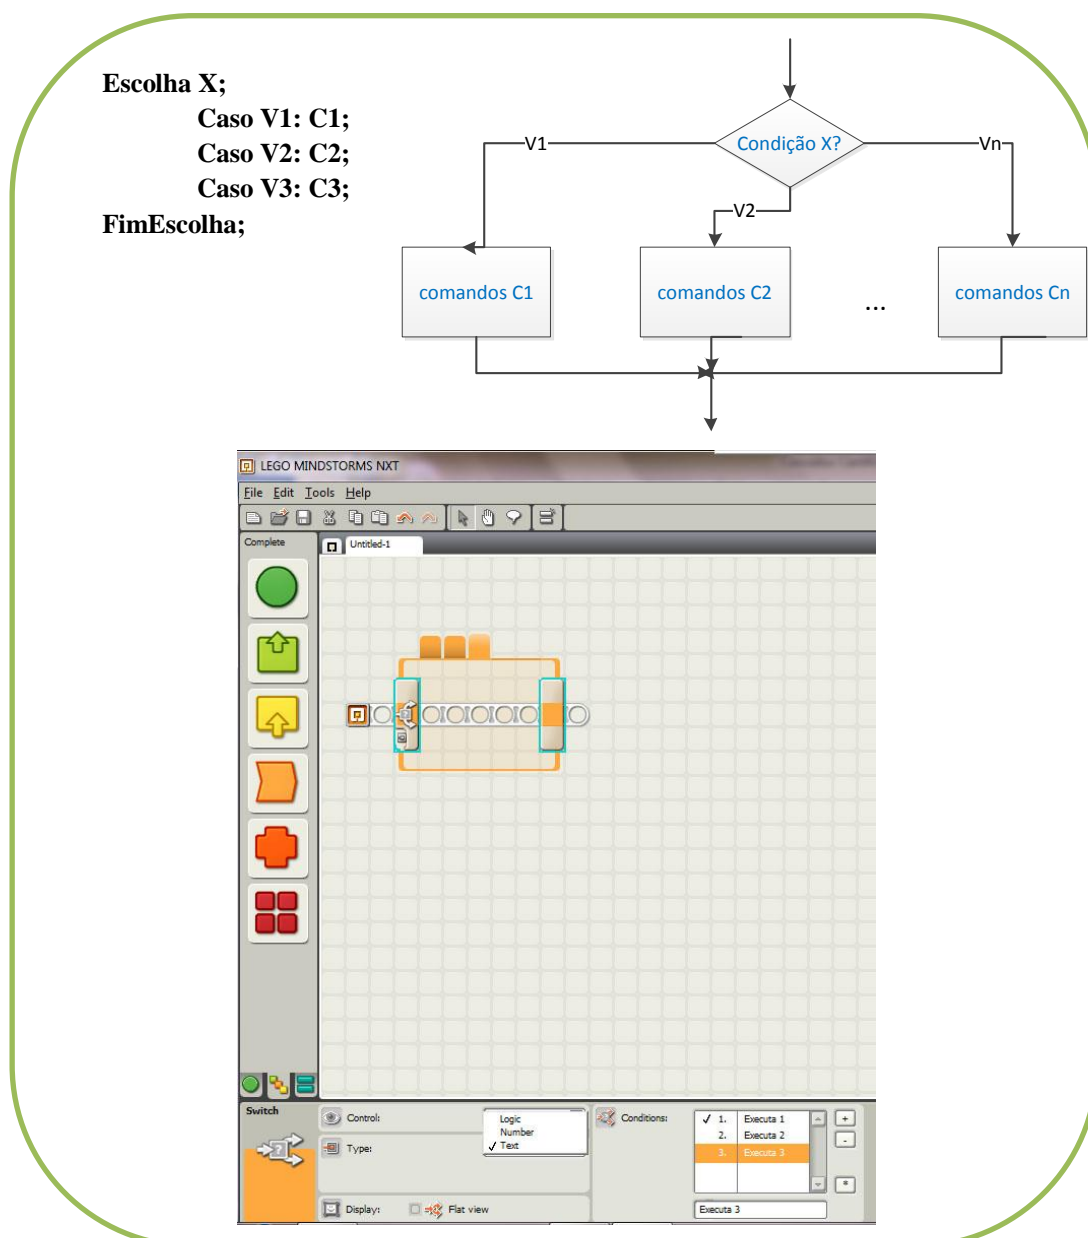 Escolha X;
Caso V1: C1;
Caso V2: C2;
Caso V3: C3;
FimEscolha;
Condição X?
V1
V2
Vn
comandos C1
comandos C2
...
comandos Cn
LEGO MINDSTORMS NXT
File Edit Tools Help
Complete
Untitled-1
Switch
Control:
Type:
Logic
Number
✓ Text
Display:
Flat view
Conditions:
✓ 1. Executa 1
2. Executa 2
3. Executa 3
+
-
*
Executa 3